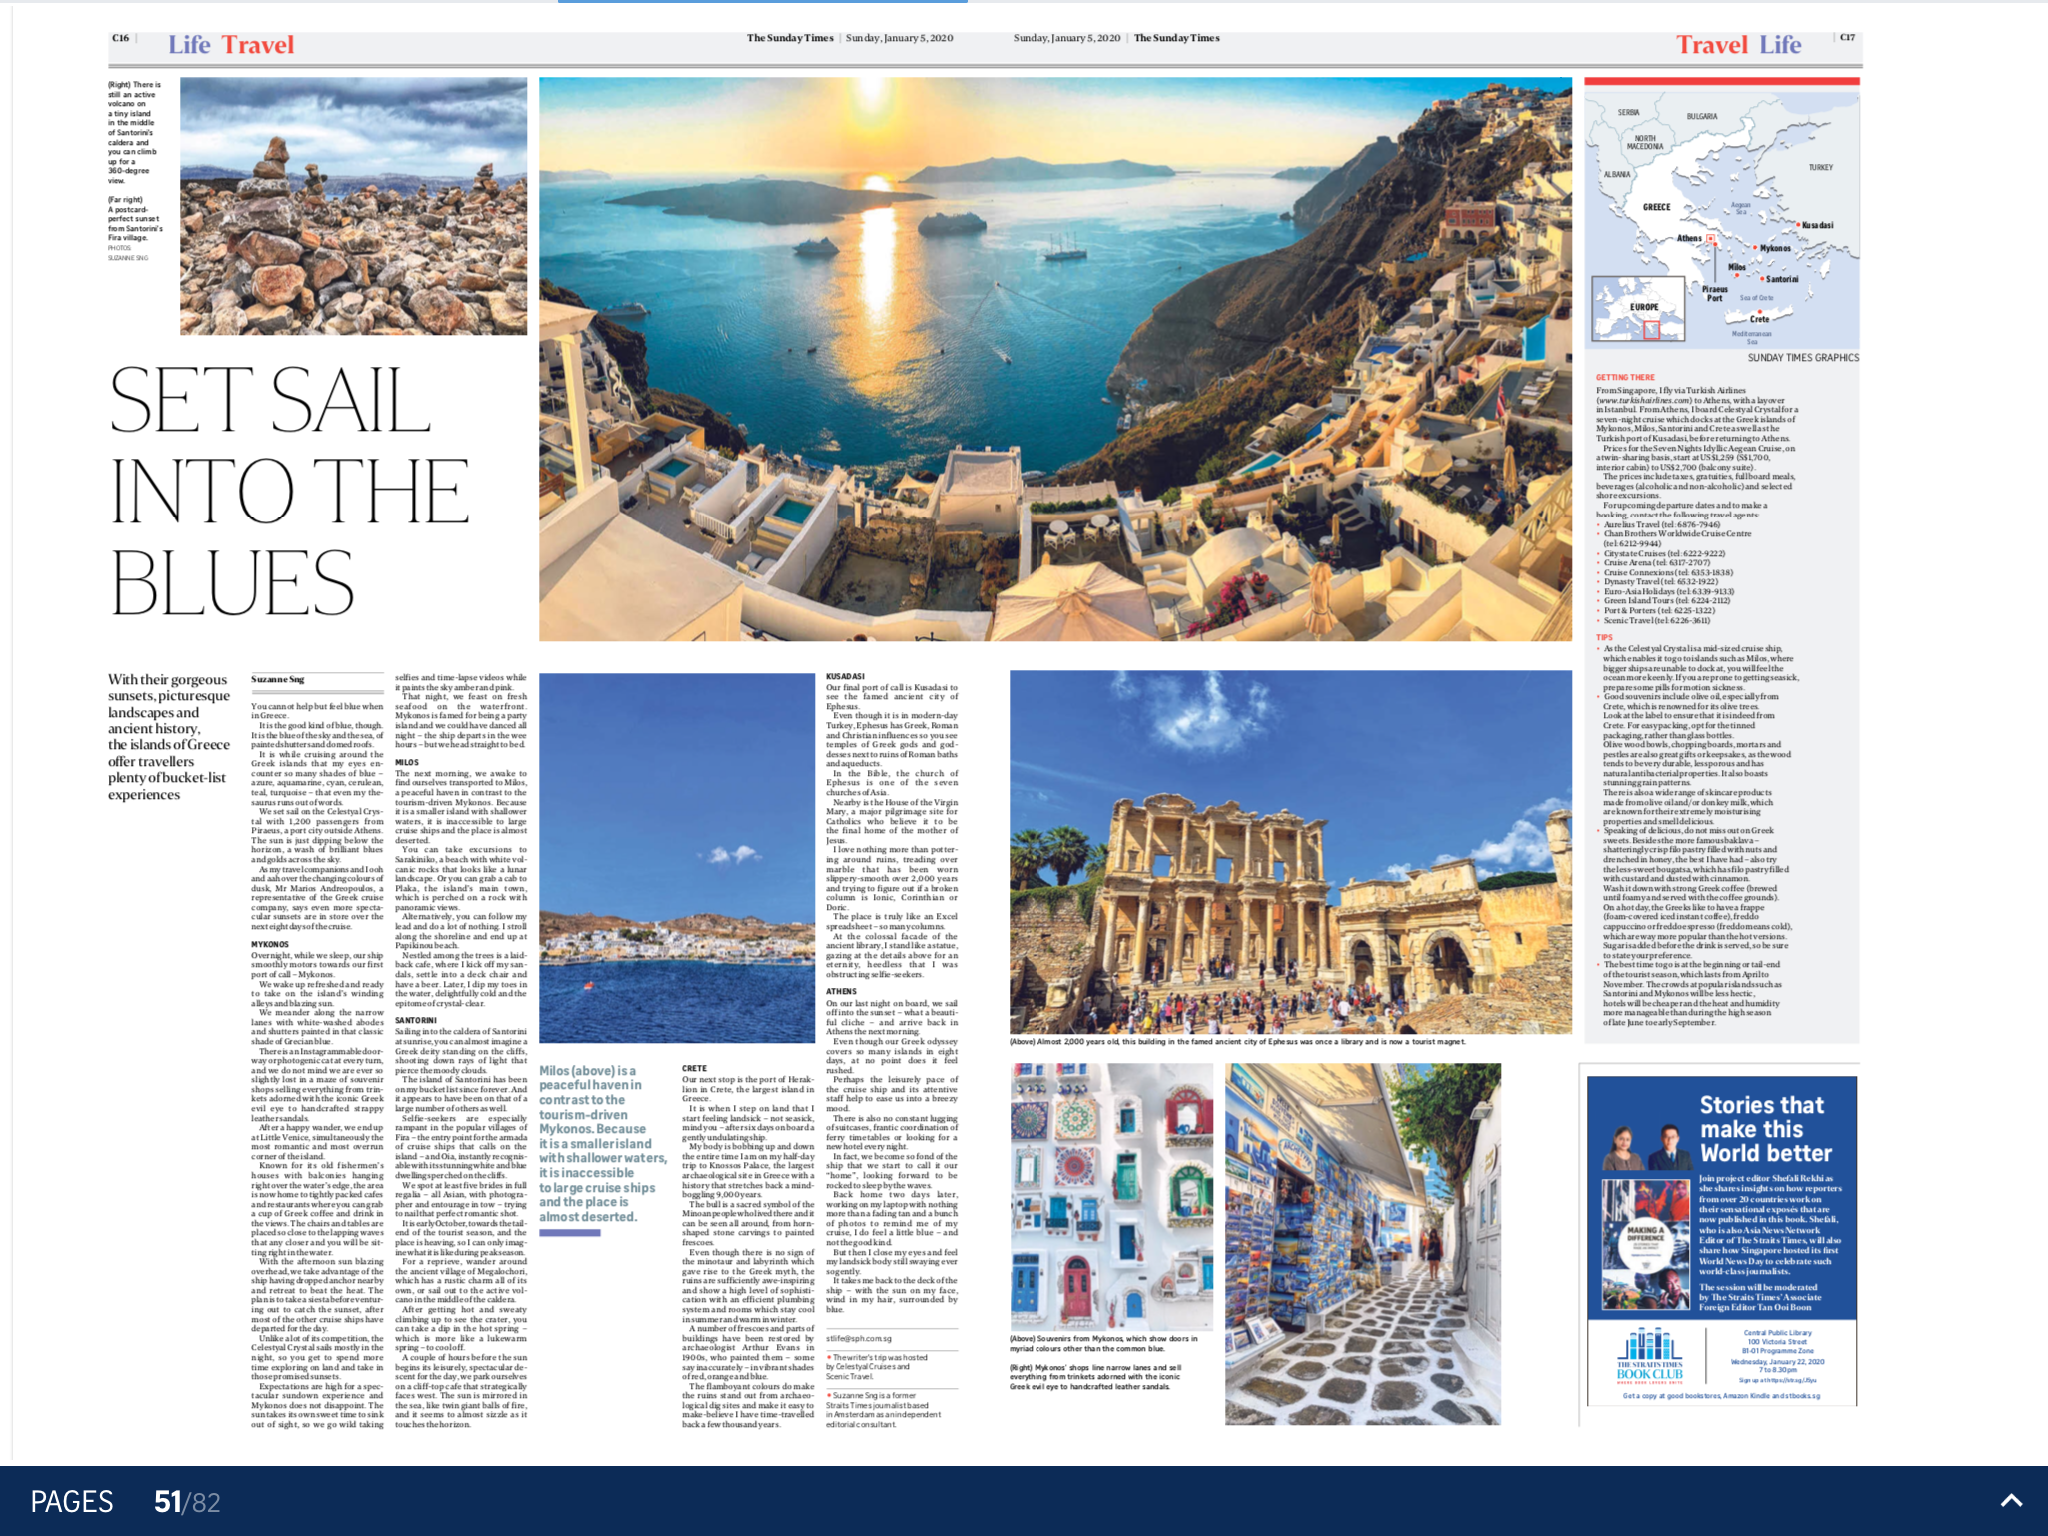 C16
Life Travel
The Sunday Times | Sunday, January 5, 2020
Sunday, January 5, 2020 | The Sunday Times
Travel Life
C17
(Right) There is
still an active
volcano on
a tiny island
in the middle
of Santorini's
caldera and
you can climb
up for a
360-degree
view.
(Far right)
A postcard-
perfect sunset
from Santorini's
Fira village.
PHOTOS:
SUZANNE SNG
SET SAIL
INTO THE
BLUES
With their gorgeous
sunsets, picturesque
landscapes and
ancient history,
the islands of Greece
offer travellers
plenty of bucket-list
experiences
Suzanne Sng
You cannot help but feel blue when
in Greece.
It is the good kind of blue, though.
It is the blue of the sky and the sea, of
painted shutters and domed roofs.
It is while cruising around the
Greek islands that my eyes en-
counter so many shades of blue –
azure, aquamarine, cyan, cerulean,
teal, turquoise – that even my the-
saurus runs out of words.
We set sail on the Celestyal Crys-
tal with 1,200 passengers from
Piraeus, a port city outside Athens.
The sun is just dipping below the
horizon, a wash of brilliant blues
and golds across the sky.
As my travel companions and I ooh
and aah over the changing colours of
dusk, Mr Marios Andreopoulos, a
representative of the Greek cruise
company, says even more specta-
cular sunsets are in store over the
next eight days of the cruise.
MYKONOS
Overnight, while we sleep, our ship
smoothly motors towards our first
port of call – Mykonos.
We wake up refreshed and ready
to take on the island's winding
alleys and blazing sun.
We meander along the narrow
lanes with white-washed abodes
and shutters painted in that classic
shade of Grecian blue.
There is an Instagrammable door-
way or photogenic cat at every turn,
and we do not mind we are ever so
slightly lost in a maze of souvenir
shops selling everything from trin-
kets adorned with the iconic Greek
evil eye to handcrafted strappy
leather sandals.
After a happy wander, we end up
at Little Venice, simultaneously the
most romantic and most overrun
corner of the island.
Known for its old fishermen's
houses with balconies hanging
right over the water's edge, the area
is now home to tightly packed cafes
and restaurants where you can grab
a cup of Greek coffee and drink in
the views. The chairs and tables are
placed so close to the lapping waves
that any closer and you will be sit-
ting right in the water.
With the afternoon sun blazing
overhead, we take advantage of the
ship having dropped anchor nearby
and retreat to beat the heat. The
plan is to take a siesta before ventur-
ing out to catch the sunset, after
most of the other cruise ships have
departed for the day.
Unlike a lot of its competition, the
Celestyal Crystal sails mostly in the
night, so you get to spend more
time exploring on land and take in
those promised sunsets.
Expectations are high for a spec-
tacular sundown experience and
Mykonos does not disappoint. The
sun takes its own sweet time to sink
out of sight, so we go wild taking
selfies and time-lapse videos while
it paints the sky amber and pink.
That night, we feast on fresh
seafood on the waterfront.
Mykonos is famed for being a party
island and we could have danced all
night – the ship departs in the wee
hours – but we head straight to bed.
MILOS
The next morning, we awake to
find ourselves transported to Milos,
a peaceful haven in contrast to the
tourism-driven Mykonos. Because
it is a smaller island with shallower
waters, it is inaccessible to large
cruise ships and the place is almost
deserted.
You can take excursions to
Sarakiniko, a beach with white vol-
canic rocks that looks like a lunar
landscape. Or you can grab a cab to
Plaka, the island's main town,
which is perched on a rock with
panoramic views.
Alternatively, you can follow my
lead and do a lot of nothing. I stroll
along the shoreline and end up at
Papikinou beach.
Nestled among the trees is a laid-
back cafe, where I kick off my san-
dals, settle into a deck chair and
have a beer. Later, I dip my toes in
the water, delightfully cold and the
epitome of crystal-clear.
SANTORINI
Sailing into the caldera of Santorini
at sunrise, you can almost imagine a
Greek deity standing on the cliffs,
shooting down rays of light that
pierce the moody clouds.
The island of Santorini has been
on my bucket list since forever. And
it appears to have been on that of a
large number of others as well.
Selfie-seekers are especially
rampant in the popular villages of
Fira – the entry point for the armada
of cruise ships that calls on the
island – and Oia, instantly recognis-
able with its stunning white and blue
dwellings perched on the cliffs.
We spot at least five brides in full
regalia – all Asian, with photogra-
pher and entourage in tow – trying
to nail that perfect romantic shot.
It is early October, towards the tail-
end of the tourist season, and the
place is heaving, so I can only imag-
ine what it is like during peak season.
For a reprieve, wander around
the ancient village of Megalochori,
which has a rustic charm all of its
own, or sail out to the active vol-
cano in the middle of the caldera.
After getting hot and sweaty
climbing up to see the crater, you
can take a dip in the hot spring –
which is more like a lukewarm
spring – to cool off.
A couple of hours before the sun
begins its leisurely, spectacular de-
scent for the day, we park ourselves
on a cliff-top cafe that strategically
faces west. The sun is mirrored in
the sea, like twin giant balls of fire,
and it seems to almost sizzle as it
touches the horizon.
Milos (above) is a
peaceful haven in
contrast to the
tourism-driven
Mykonos. Because
it is a smaller island
with shallower waters,
it is inaccessible
to large cruise ships
and the place is
almost deserted.
CRETE
Our next stop is the port of Herak-
lion in Crete, the largest island in
Greece.
It is when I step on land that I
start feeling landsick – not seasick,
mind you – after six days on board a
gently undulating ship.
My body is bobbing up and down
the entire time I am on my half-day
trip to Knossos Palace, the largest
archaeological site in Greece with a
history that stretches back a mind-
boggling 9,000 years.
The bull is a sacred symbol of the
Minoan people who lived there and it
can be seen all around, from horn-
shaped stone carvings to painted
frescoes.
Even though there is no sign of
the minotaur and labyrinth which
gave rise to the Greek myth, the
ruins are sufficiently awe-inspiring
and show a high level of sophisti-
cation with an efficient plumbing
system and rooms which stay cool
in summer and warm in winter.
A number of frescoes and parts of
buildings have been restored by
archaeologist Arthur Evans in
1900s, who painted them – some
say inaccurately – in vibrant shades
of red, orange and blue.
The flamboyant colours do make
the ruins stand out from archaeo-
logical dig sites and make it easy to
make-believe I have time-travelled
back a few thousand years.
KUSADASI
Our final port of call is Kusadasi to
see the famed ancient city of
Ephesus.
Even though it is in modern-day
Turkey, Ephesus has Greek, Roman
and Christian influences so you see
temples of Greek gods and god-
desses next to ruins of Roman baths
and aqueducts.
In the Bible, the church of
Ephesus is one of the seven
churches of Asia.
Nearby is the House of the Virgin
Mary, a major pilgrimage site for
Catholics who believe it to be
the final home of the mother of
Jesus.
I love nothing more than potter-
ing around ruins, treading over
marble that has been worn
slippery-smooth over 2,000 years
and trying to figure out if a broken
column is Ionic, Corinthian or
Doric.
The place is truly like an Excel
spreadsheet – so many columns.
At the colossal facade of the
ancient library, I stand like a statue,
gazing at the details above for an
eternity, heedless that I was
obstructing selfie-seekers.
ATHENS
On our last night on board, we sail
off into the sunset – what a beauti-
ful cliche – and arrive back in
Athens the next morning.
Even though our Greek odyssey
covers so many islands in eight
days, at no point does it feel
rushed.
Perhaps the leisurely pace of
the cruise ship and its attentive
staff help to ease us into a breezy
mood.
There is also no constant lugging
of suitcases, frantic coordination of
ferry timetables or looking for a
new hotel every night.
In fact, we become so fond of the
ship that we start to call it our
"home", looking forward to be
rocked to sleep by the waves.
Back home two days later,
working on my laptop with nothing
more than a fading tan and a bunch
of photos to remind me of my
cruise, I do feel a little blue – and
not the good kind.
But then I close my eyes and feel
my landsick body still swaying ever
so gently.
It takes me back to the deck of the
ship – with the sun on my face,
wind in my hair, surrounded by
blue.
stlife@sph.com.sg
• The writer's trip was hosted
by Celestyal Cruises and
Scenic Travel.
• Suzanne Sng is a former
Straits Times journalist based
in Amsterdam as an independent
editorial consultant.
(Above) Almost 2,000 years old, this building in the famed ancient city of Ephesus was once a library and is now a tourist magnet.
(Above) Souvenirs from Mykonos, which show doors in
myriad colours other than the common blue.
(Right) Mykonos' shops line narrow lanes and sell
everything from trinkets adorned with the iconic
Greek evil eye to handcrafted leather sandals.
SERBIA
BULGARIA
NORTH
MACEDONIA
ALBANIA
TURKEY
GREECE
Aegean
Sea
Kusadasi
Athens
Mykonos
Milos
Santorini
Piraeus
Port
Sea of Crete
EUROPE
Crete
Mediterranean
Sea
SUNDAY TIMES GRAPHICS
GETTING THERE
From Singapore, I fly via Turkish Airlines
(www.turkishairlines.com) to Athens, with a layover
in Istanbul. From Athens, I board Celestyal Crystal for a
seven-night cruise which docks at the Greek islands of
Mykonos, Milos, Santorini and Crete as well as the
Turkish port of Kusadasi, before returning to Athens.
Prices for the Seven Nights Idyllic Aegean Cruise, on
a twin-sharing basis, start at US$1,259 (S$1,700,
interior cabin) to US$2,700 (balcony suite).
The prices include taxes, gratuities, full board meals,
beverages (alcoholic and non-alcoholic) and selected
shore excursions.
For upcoming departure dates and to make a
booking, contact the following travel agents:
• Aurelius Travel (tel: 6876-7946)
• Chan Brothers Worldwide Cruise Centre
(tel: 6212-9944)
• Citystate Cruises (tel: 6222-9222)
• Cruise Arena (tel: 6317-2707)
• Cruise Connexions (tel: 6353-1838)
• Dynasty Travel (tel: 6532-1922)
• Euro-Asia Holidays (tel: 6339-9133)
• Green Island Tours (tel: 6224-2112)
• Port & Porters (tel: 6225-1322)
• Scenic Travel (tel: 6226-3611)
TIPS
• As the Celestyal Crystal is a mid-sized cruise ship,
which enables it to go to islands such as Milos, where
bigger ships are unable to dock at, you will feel the
ocean more keenly. If you are prone to getting seasick,
prepare some pills for motion sickness.
• Good souvenirs include olive oil, especially from
Crete, which is renowned for its olive trees.
Look at the label to ensure that it is indeed from
Crete. For easy packing, opt for the tinned
packaging, rather than glass bottles.
Olive wood bowls, chopping boards, mortars and
pestles are also great gifts or keepsakes, as the wood
tends to be very durable, less porous and has
natural antibacterial properties. It also boasts
stunning grain patterns.
There is also a wide range of skincare products
made from olive oil and/or donkey milk, which
are known for their extremely moisturising
properties and smell delicious.
• Speaking of delicious, do not miss out on Greek
sweets. Besides the more famous baklava –
shatteringly crisp filo pastry filled with nuts and
drenched in honey, the best I have had – also try
the less-sweet bougatsa, which has filo pastry filled
with custard and dusted with cinnamon.
Wash it down with strong Greek coffee (brewed
until foamy and served with the coffee grounds).
On a hot day, the Greeks like to have a frappe
(foam-covered iced instant coffee), freddo
cappuccino or freddo espresso (freddo means cold),
which are way more popular than the hot versions.
Sugar is added before the drink is served, so be sure
to state your preference.
• The best time to go is at the beginning or tail-end
of the tourist season, which lasts from April to
November. The crowds at popular islands such as
Santorini and Mykonos will be less hectic,
hotels will be cheaper and the heat and humidity
more manageable than during the high season
of late June to early September.
Stories that
make this
World better
Join project editor Shefali Rekhi as
she shares insights on how reporters
from over 20 countries work on
their sensational exposés that are
now published in this book. Shefali,
who is also Asia News Network
Editor of The Straits Times, will also
share how Singapore hosted its first
World News Day to celebrate such
world-class journalists.
The session will be moderated
by The Straits Times' Associate
Foreign Editor Tan Ooi Boon
MAKING A
DIFFERENCE
THE STRAITS TIMES
BOOK CLUB
Central Public Library
100 Victoria Street
B1-01 Programme Zone
Wednesday, January 22, 2020
7 to 8.30pm
Get a copy at good bookstores, Amazon Kindle and stbooks.sg
PAGES 51/82